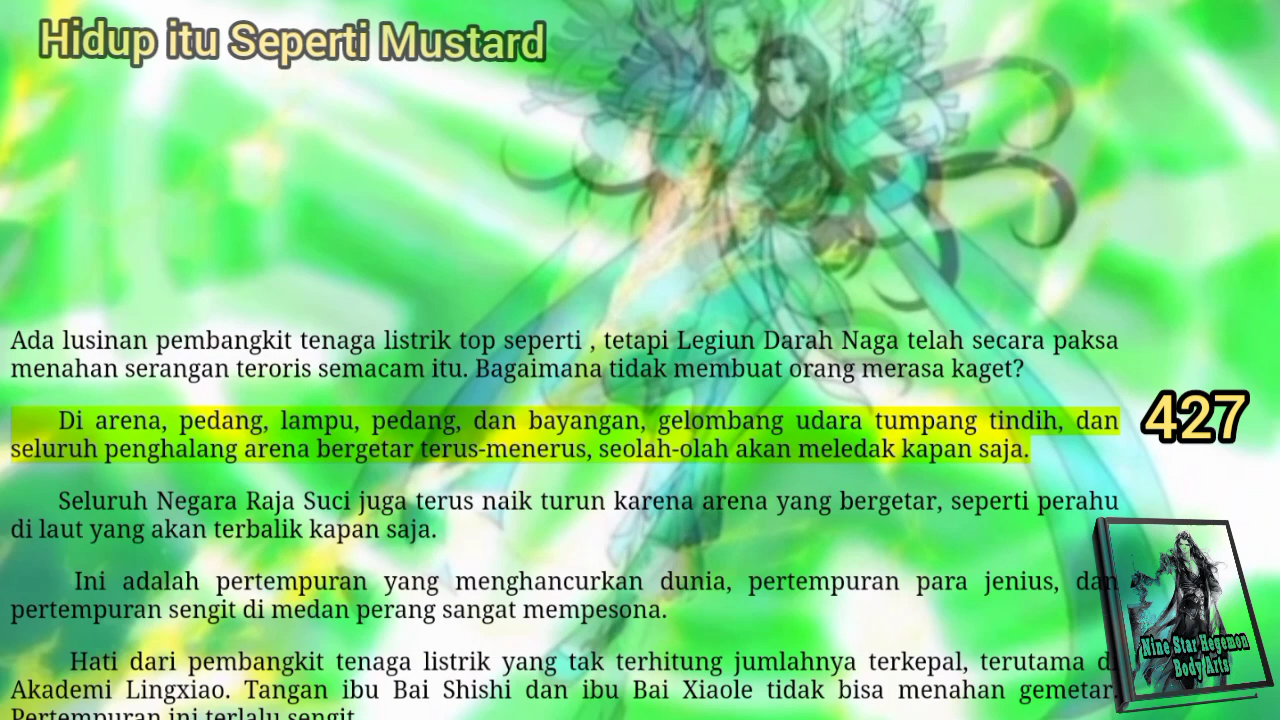 Hidup itu Seperti Mustard
Ada lusinan pembangkit tenaga listrik top seperti , tetapi Legiun Darah Naga telah secara paksa
menahan serangan teroris semacam itu. Bagaimana tidak membuat orang merasa kaget?
Di arena, pedang, lampu, pedang, dan bayangan, gelombang udara tumpang tindih, dan
seluruh penghalang arena bergetar terus-menerus, seolah-olah akan meledak kapan saja.
427
Seluruh Negara Raja Suci juga terus naik turun karena arena yang bergetar, seperti perahu
di laut yang akan terbalik kapan saja.
Ini adalah pertempuran yang menghancurkan dunia, pertempuran para jenius, dan
pertempuran sengit di medan perang sangat mempesona.
Hati dari pembangkit tenaga listrik yang tak terhitung jumlahnya terkepal, terutama di
Akademi Lingxiao. Tangan ibu Bai Shishi dan ibu Bai Xiaole tidak bisa menahan gemetar.
Pertempuran ini terlalu sengit.
Nine Star Hegemon
Body Arts